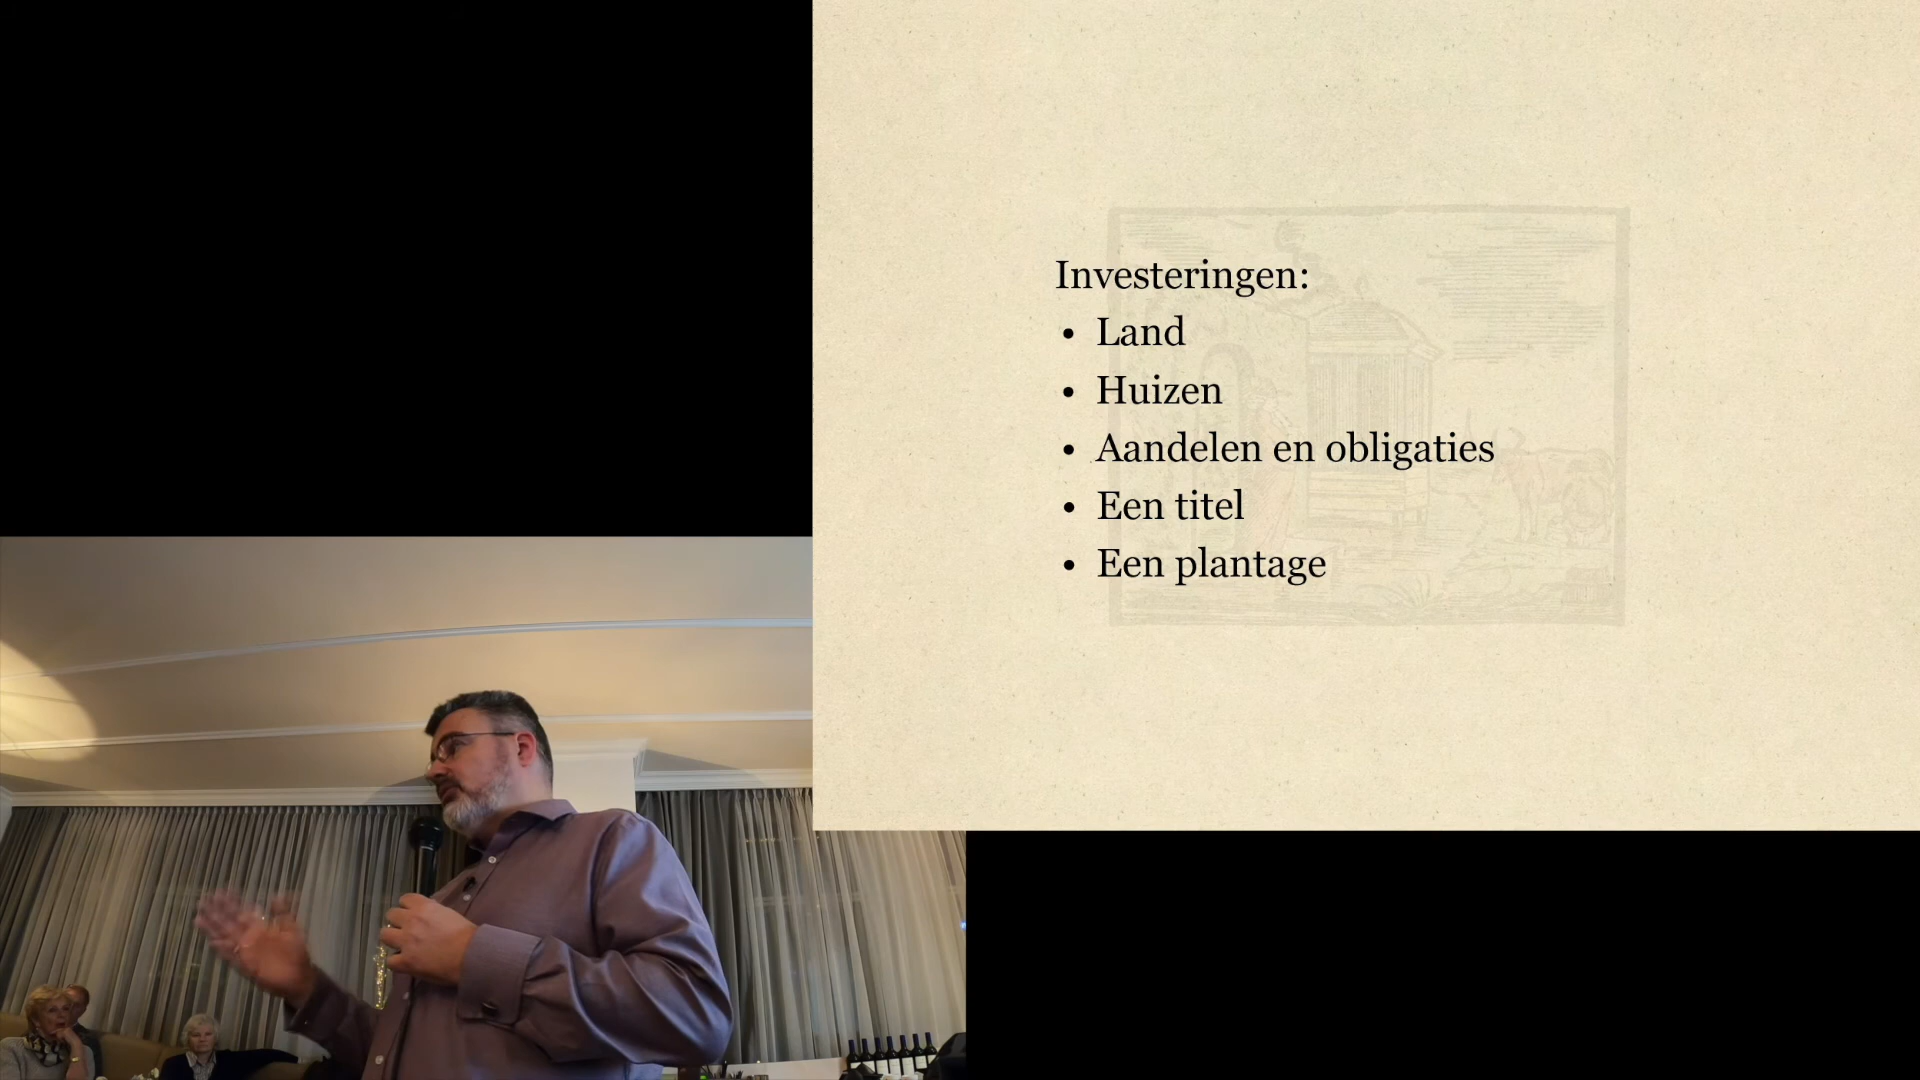 Investeringen:
• Land
• Huizen
• Aandelen en obligaties
• Een titel
• Een plantage